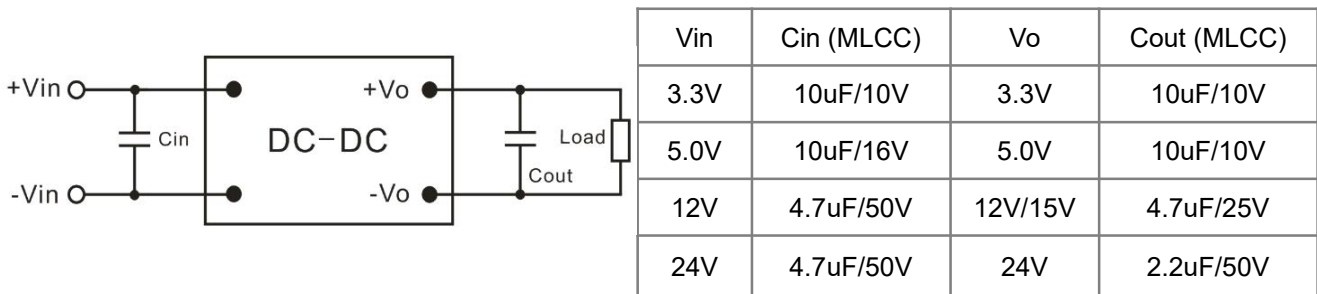 +Vin
-Vin
Cin
DC-DC
+Vo
-Vo
Cout
Load
Vin Cin (MLCC) Vo Cout (MLCC)
3.3V 10uF/10V 3.3V 10uF/10V
5.0V 10uF/16V 5.0V 10uF/10V
12V 4.7uF/50V 12V/15V 4.7uF/25V
24V 4.7uF/50V 24V 2.2uF/50V